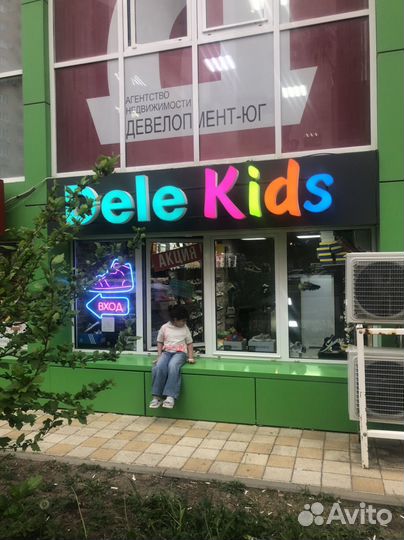 АГЕНТСТВО
НЕДВИЖИМОСТИ
ДЕВЕЛОПМЕНТ-ЮГ
Dele Kids
АКЦИЯ
ВХОД
Avito